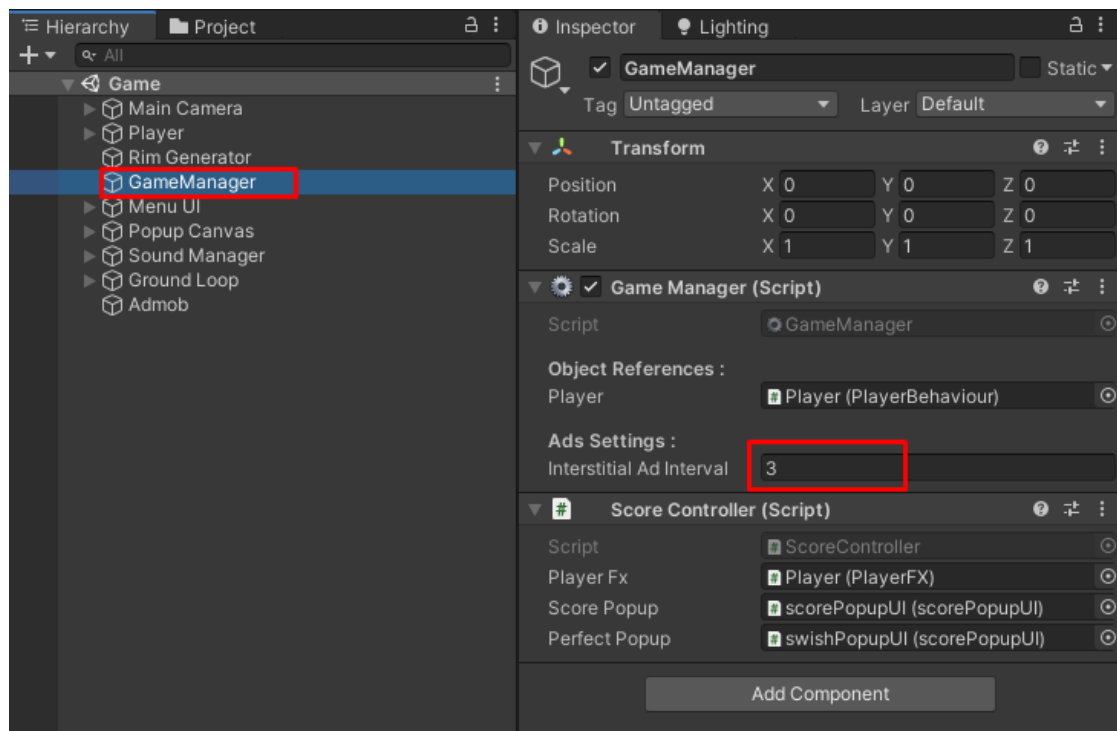 Hierarchy Project
All
Game
Main Camera
Player
Rim Generator
GameManager
Menu UI
Popup Canvas
Sound Manager
Ground Loop
Admob
Inspector Lighting
GameManager Static
Tag Untagged Layer Default
Transform
Position X 0 Y 0 Z 0
Rotation X 0 Y 0 Z 0
Scale X 1 Y 1 Z 1
Game Manager (Script)
Script GameManager
Object References :
Player # Player (PlayerBehaviour)
Ads Settings :
Interstitial Ad Interval 3
# Score Controller (Script)
Script # ScoreController
Player Fx # Player (PlayerFX)
Score Popup # scorePopupUI (scorePopupUI)
Perfect Popup # swishPopupUI (scorePopupUI)
Add Component